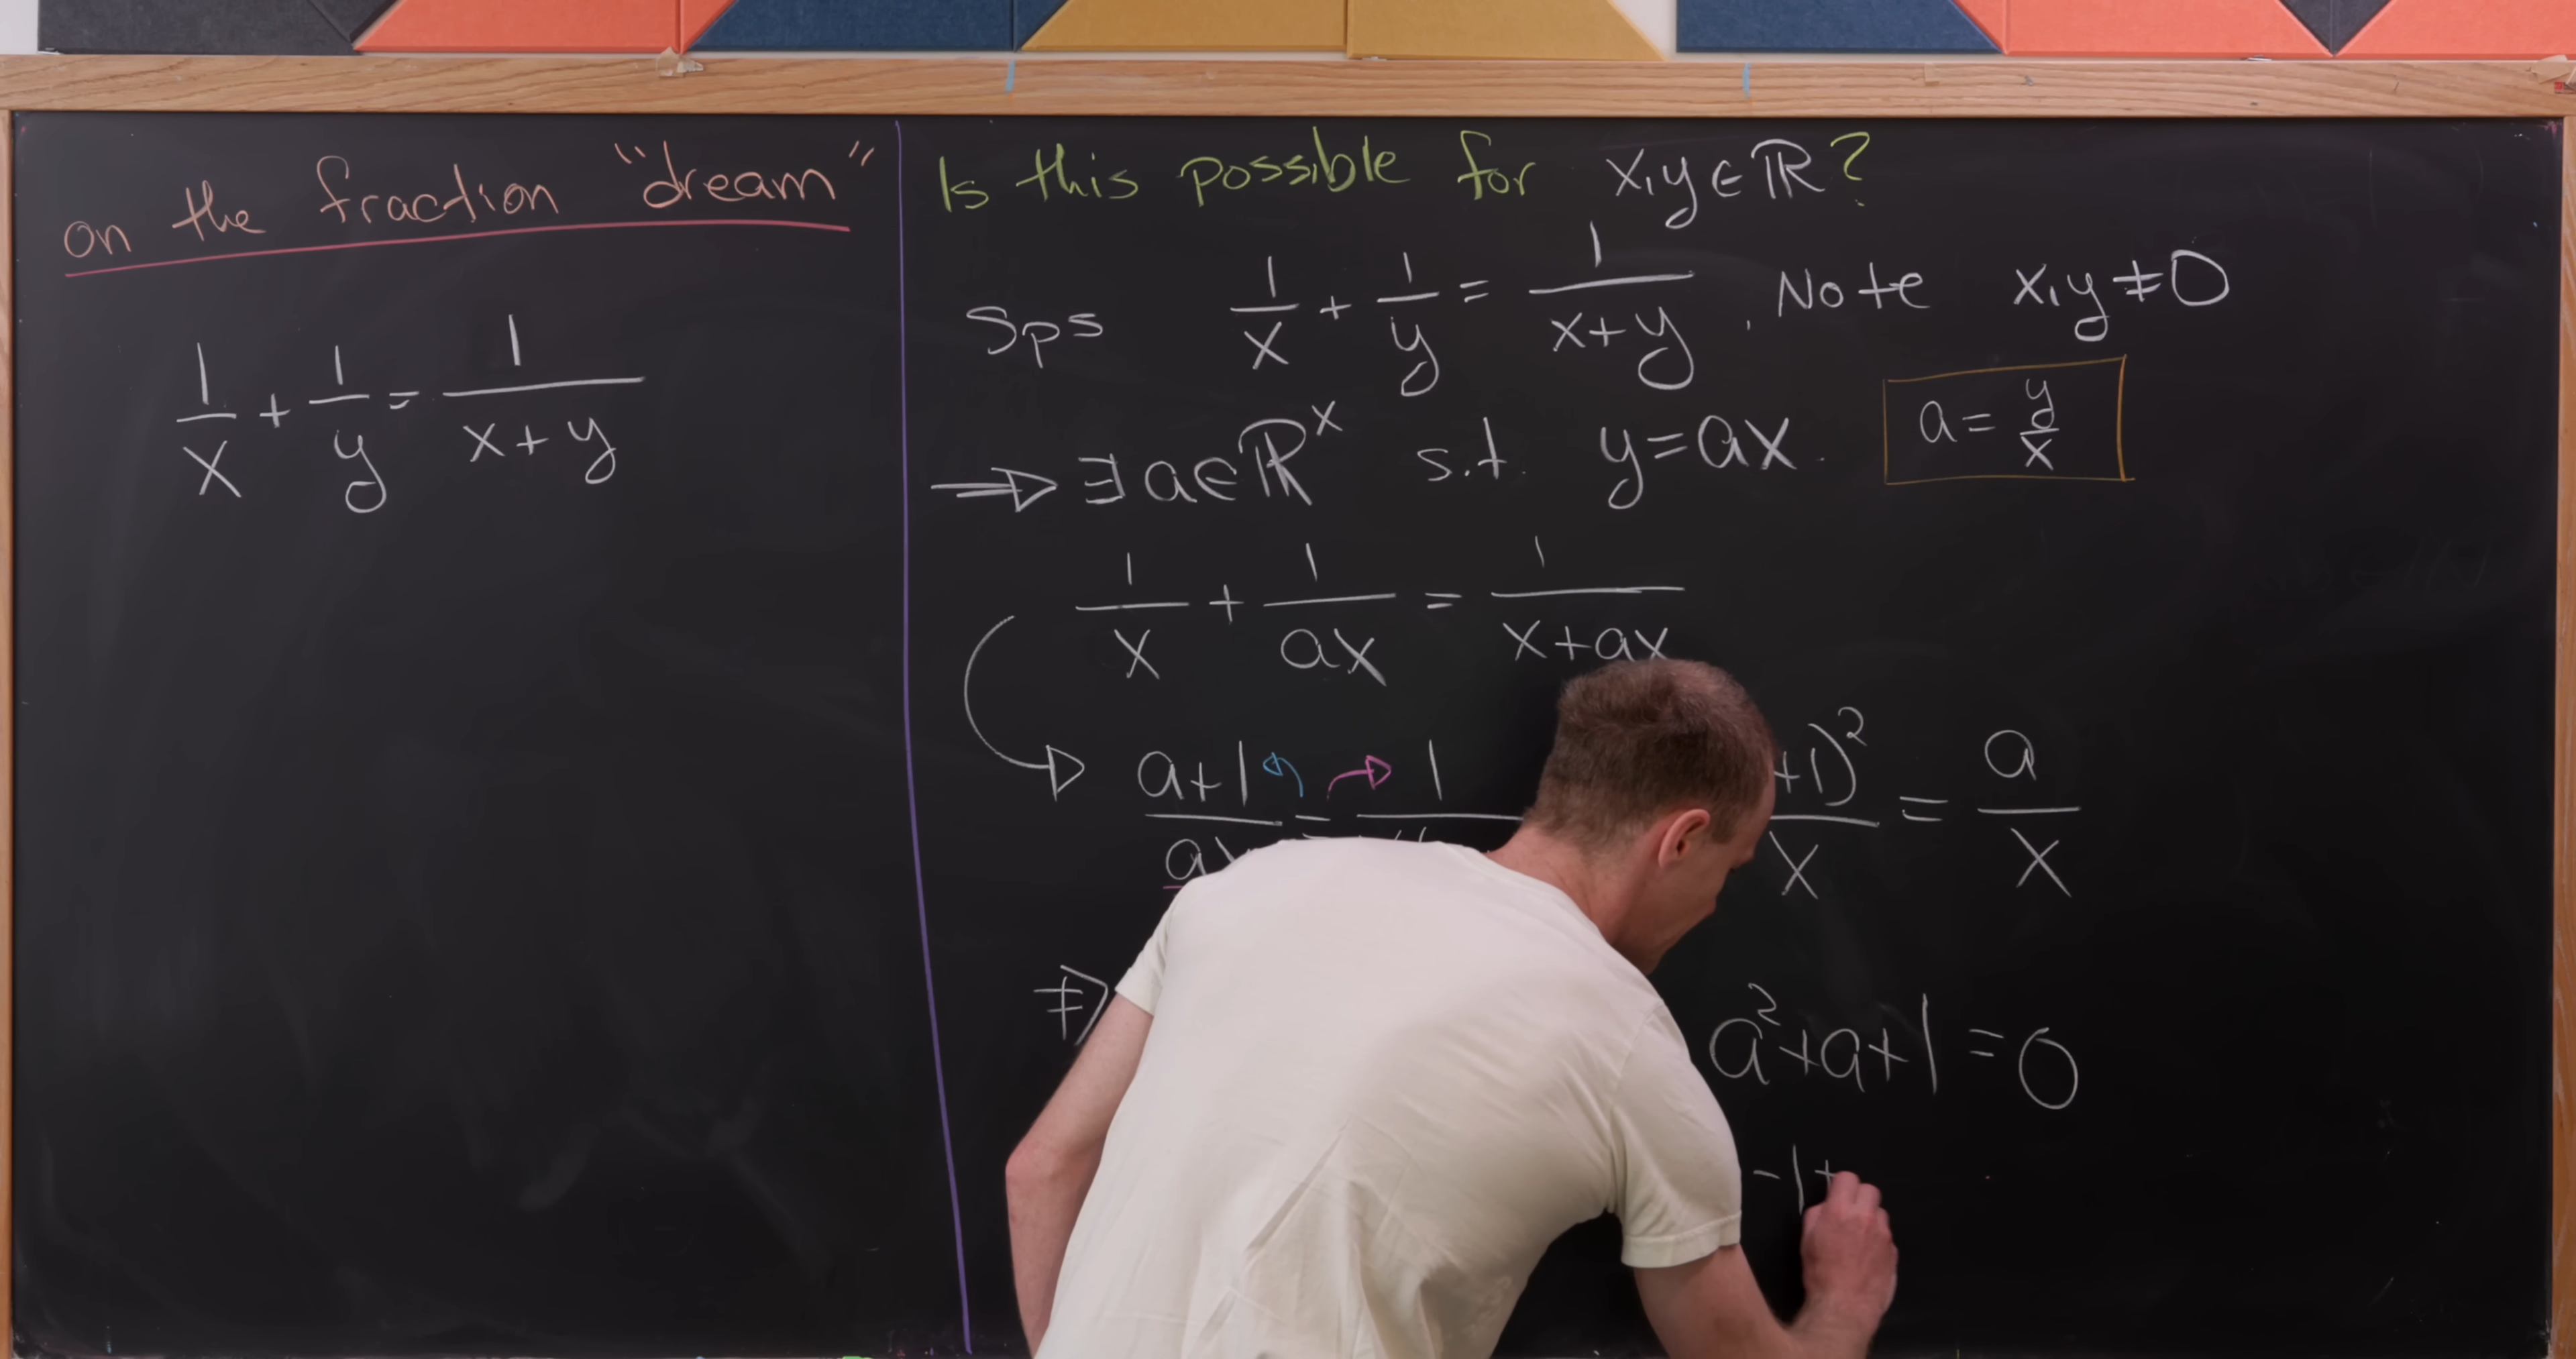 on the fraction "dream"
1/x + 1/y = 1/(x+y)
Is this possible for x,y∈ℝ?
Sps 1/x + 1/y = 1/(x+y). Note x,y≠0
⇒ ∃a∈ℝ^x s.t. y=ax. a=y/x
1/x + 1/(ax) = 1/(x+ax)
a+1 1 +1)²/x = a/x
⇒ a²+a+1=0
-1